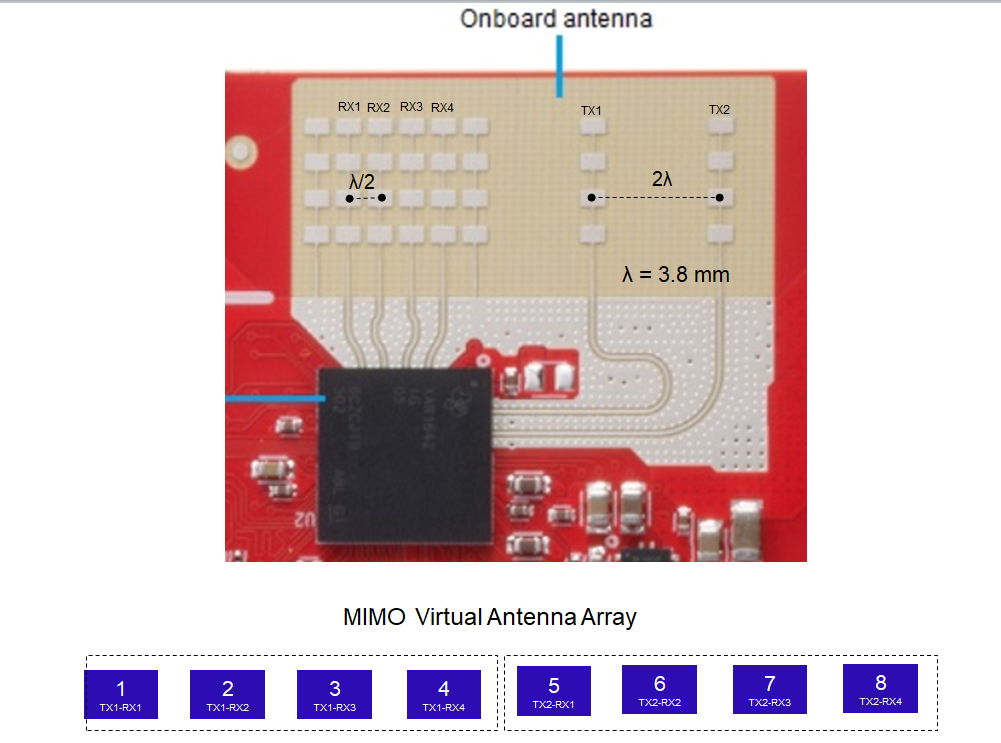 Onboard antenna
RX1 RX2 RX3 RX4
TX1
TX2
λ/2
2λ
λ = 3.8 mm
U2
MIMO Virtual Antenna Array
1
TX1-RX1
2
TX1-RX2
3
TX1-RX3
4
TX1-RX4
5
TX2-RX1
6
TX2-RX2
7
TX2-RX3
8
TX2-RX4